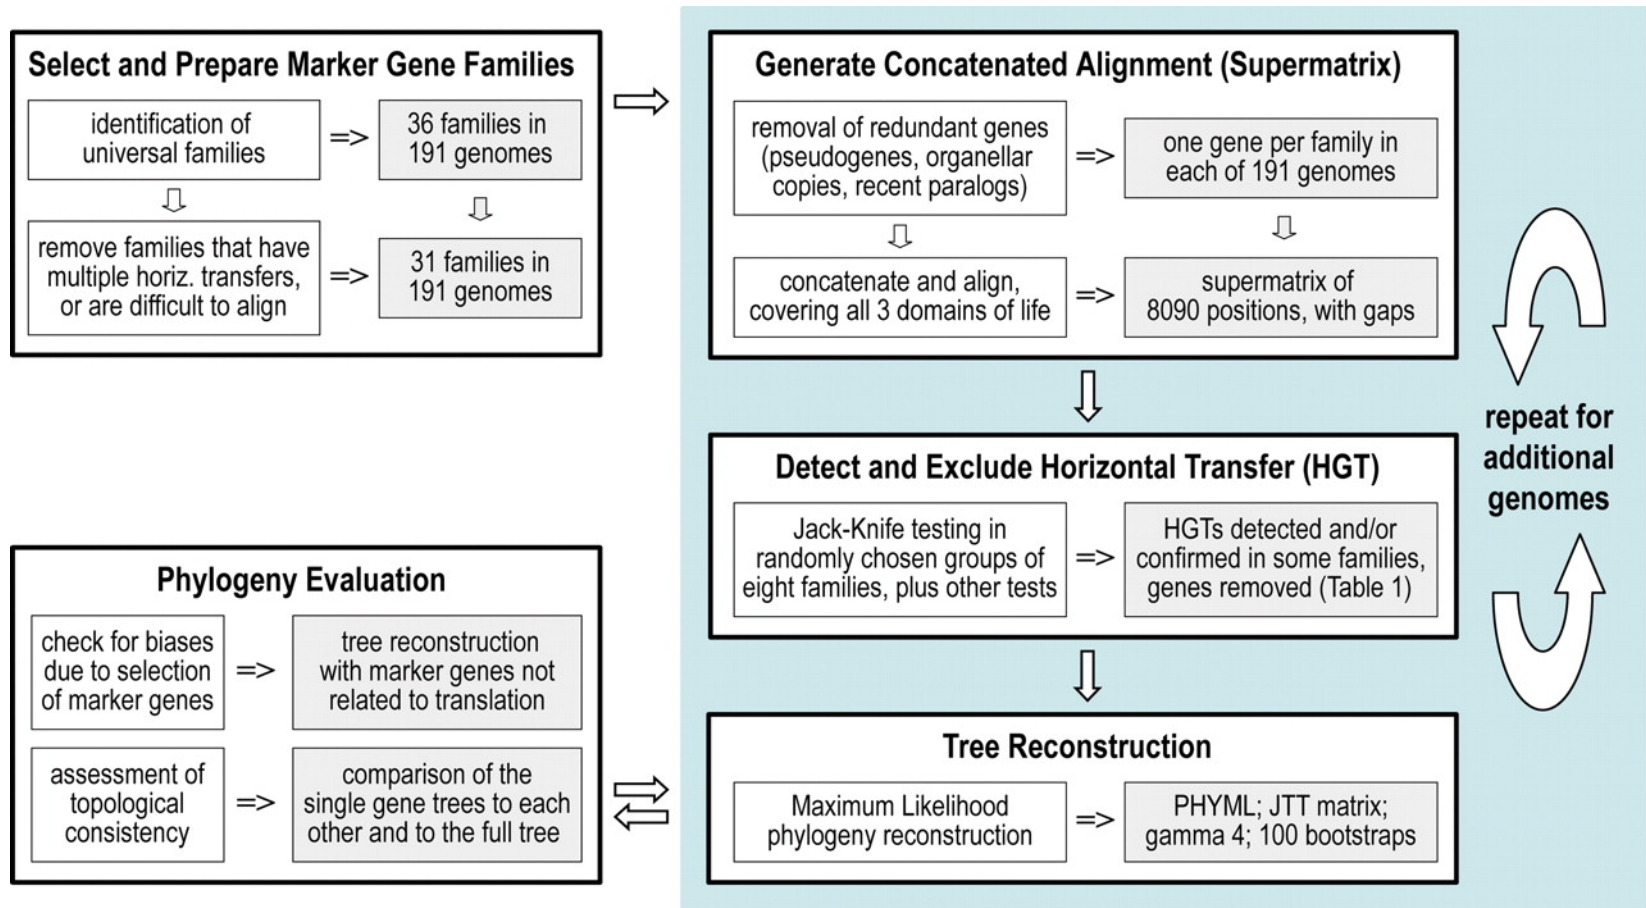 Select and Prepare Marker Gene Families
identification of
universal families
=>
36 families in
191 genomes
remove families that have
multiple horiz. transfers,
or are difficult to align
=>
31 families in
191 genomes
Generate Concatenated Alignment (Supermatrix)
removal of redundant genes
(pseudogenes, organellar
copies, recent paralogs)
=>
one gene per family in
each of 191 genomes
concatenate and align,
covering all 3 domains of life
=>
supermatrix of
8090 positions, with gaps
repeat for
additional
genomes
Detect and Exclude Horizontal Transfer (HGT)
Jack-Knife testing in
randomly chosen groups of
eight families, plus other tests
=>
HGTs detected and/or
confirmed in some families,
genes removed (Table 1)
Tree Reconstruction
Maximum Likelihood
phylogeny reconstruction
=>
PHYML; JTT matrix;
gamma 4; 100 bootstraps
Phylogeny Evaluation
check for biases
due to selection
of marker genes
=>
tree reconstruction
with marker genes not
related to translation
assessment of
topological
consistency
=>
comparison of the
single gene trees to each
other and to the full tree